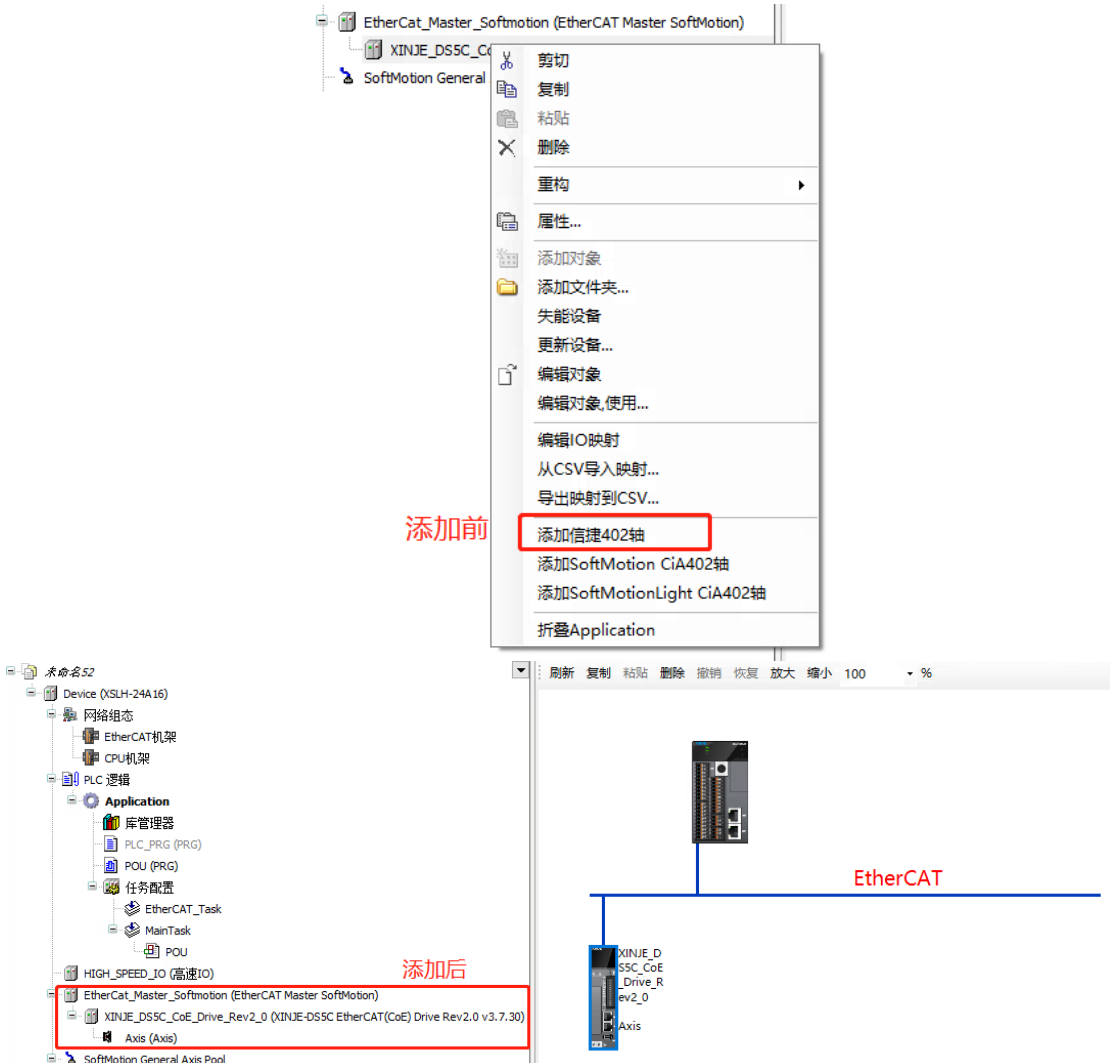 EtherCat_Master_Softmotion (EtherCAT Master SoftMotion)
XINJE_DS5C_Co
SoftMotion General
剪切
复制
粘贴
删除
重构
属性...
添加对象
添加文件夹...
失能设备
更新设备...
编辑对象
编辑对象,使用...
编辑IO映射
从CSV导入映射...
导出映射到CSV...
添加前
添加信捷402轴
添加SoftMotion CiA402轴
添加SoftMotionLight CiA402轴
折叠Application
未命名52
Device (XSLH-24A16)
网络组态
EtherCAT机架
CPU机架
PLC 逻辑
Application
库管理器
PLC_PRG (PRG)
POU (PRG)
任务配置
EtherCAT_Task
MainTask
POU
HIGH_SPEED_IO (高速IO)
添加后
EtherCat_Master_Softmotion (EtherCAT Master SoftMotion)
XINJE_DS5C_CoE_Drive_Rev2_0 (XINJE-DS5C EtherCAT(CoE) Drive Rev2.0 v3.7.30)
Axis (Axis)
SoftMotion General Axis Pool
刷新 复制 粘贴 删除 撤销 恢复 放大 缩小 100 %
EtherCAT
XINJE_D
S5C_CoE
_Drive_R
ev2_0
Axis